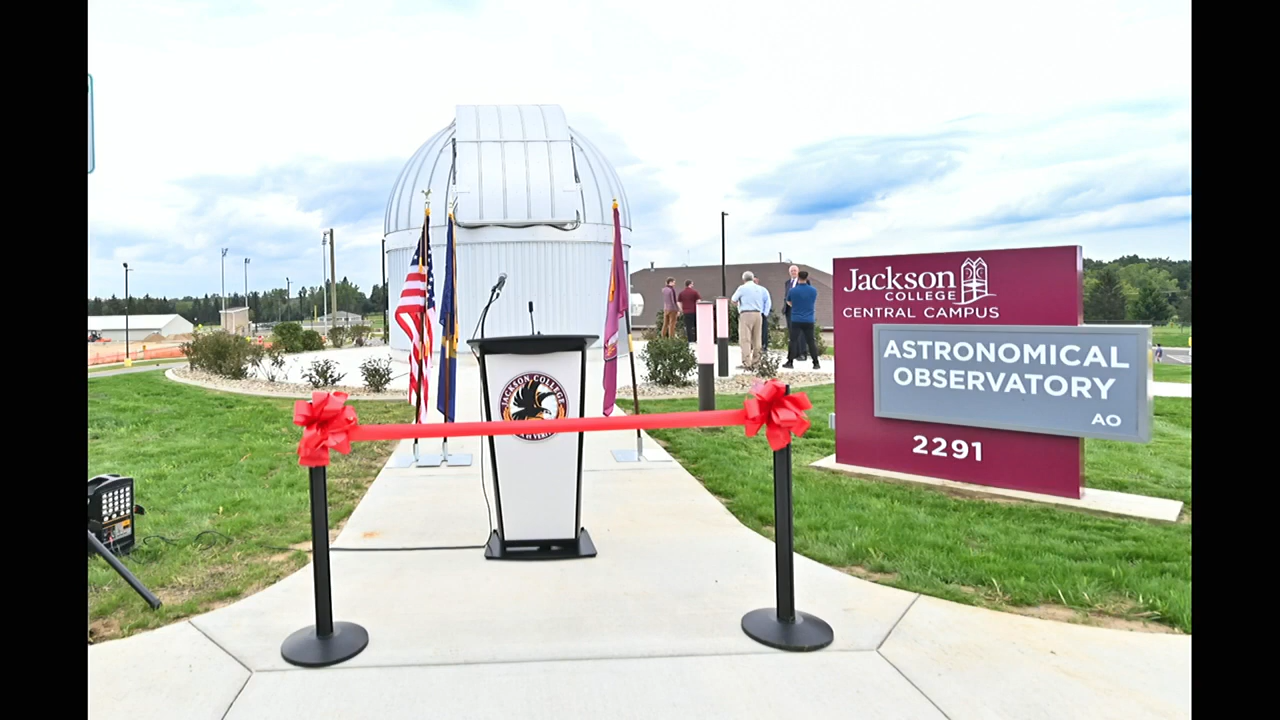 Jackson
COLLEGE
CENTRAL CAMPUS
ASTRONOMICAL
OBSERVATORY
AO
2291
JACKSON COLLEGE